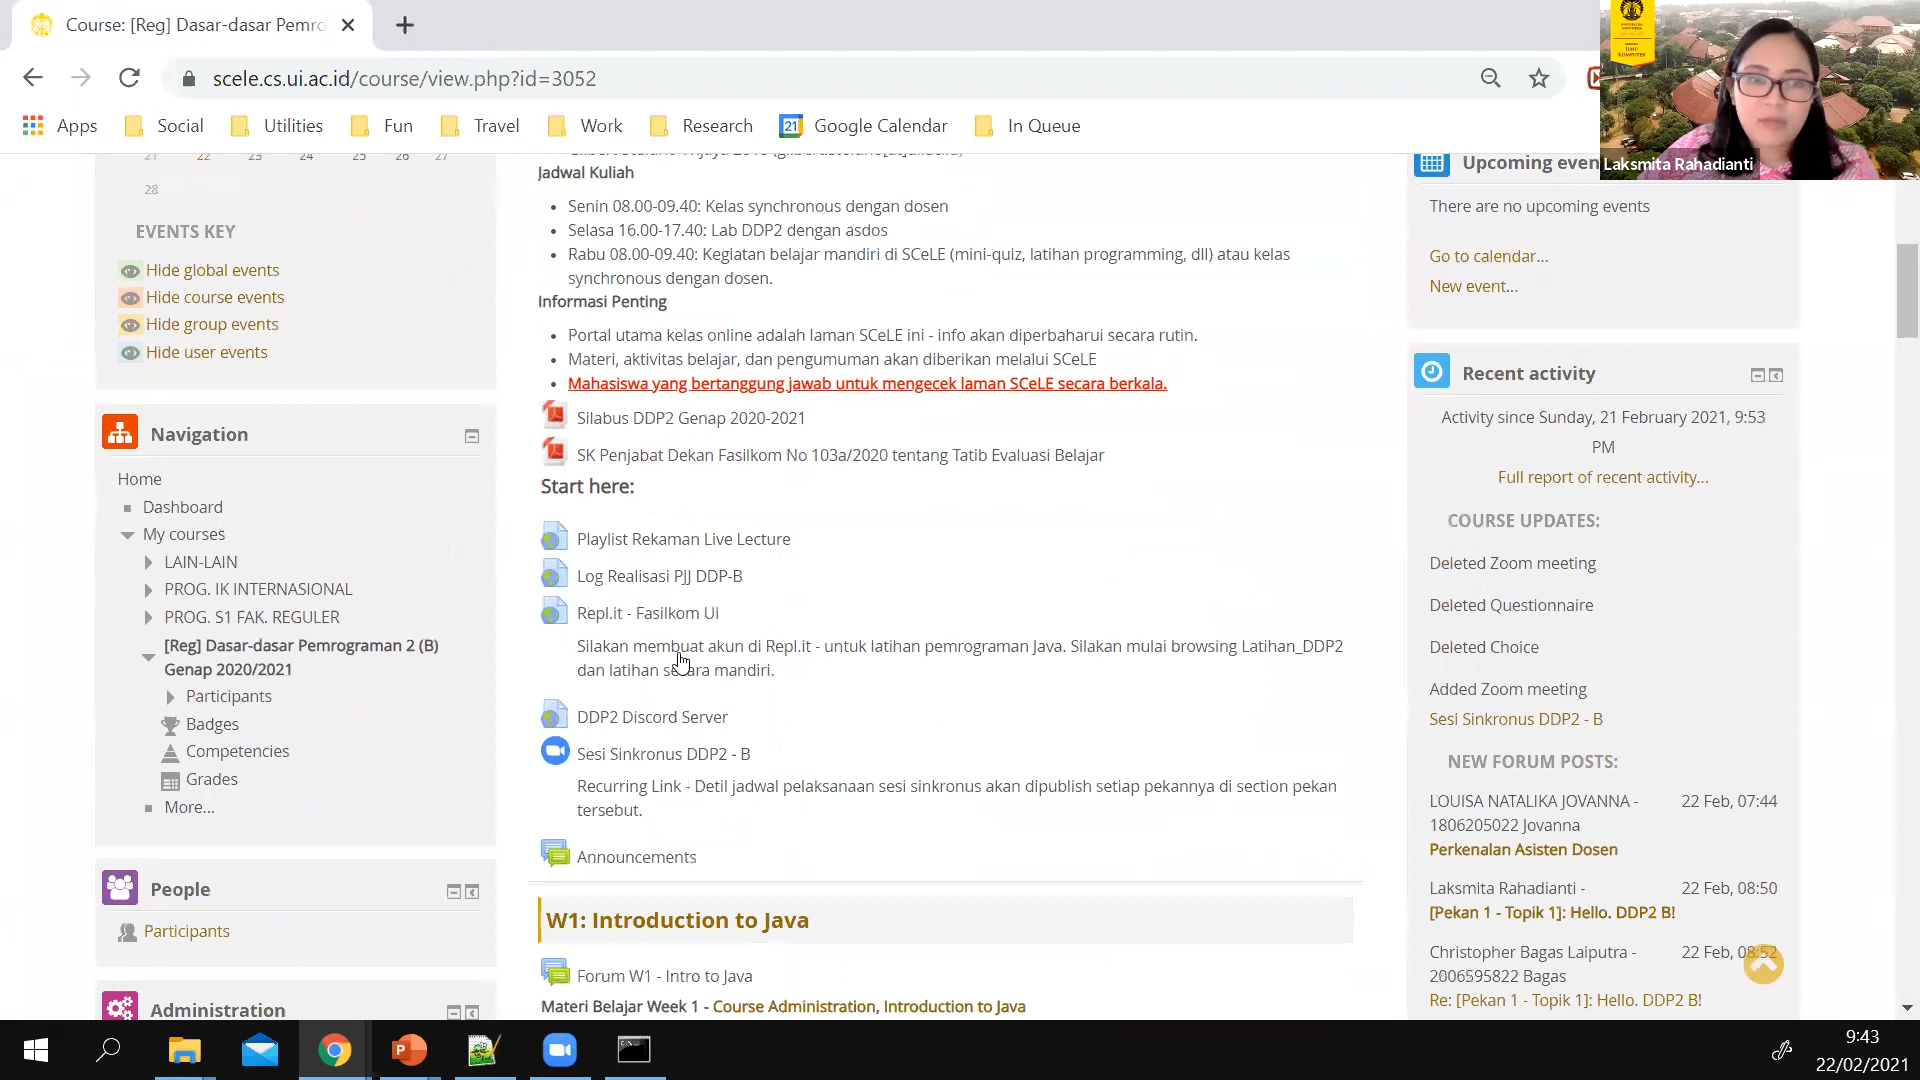 Course: [Reg] Dasar-dasar Pemro
scele.cs.ui.ac.id/course/view.php?id=3052
Apps
Social
Utilities
Fun
Travel
Work
Research
21
Google Calendar
In Queue
Laksmita Rahadianti
21 22 23 24 25 26 27
28
EVENTS KEY
Hide global events
Hide course events
Hide group events
Hide user events
Navigation
Home
Dashboard
My courses
LAIN-LAIN
PROG. IK INTERNASIONAL
PROG. S1 FAK. REGULER
[Reg] Dasar-dasar Pemrograman 2 (B)
Genap 2020/2021
Participants
Badges
Competencies
Grades
More...
People
Participants
Administration
Jadwal Kuliah
Senin 08.00-09.40: Kelas synchronous dengan dosen
Selasa 16.00-17.40: Lab DDP2 dengan asdos
Rabu 08.00-09.40: Kegiatan belajar mandiri di SCeLE (mini-quiz, latihan programming, dll) atau kelas
synchronous dengan dosen.
Informasi Penting
Portal utama kelas online adalah laman SCeLE ini - info akan diperbaharui secara rutin.
Materi, aktivitas belajar, dan pengumuman akan diberikan melalui SCeLE
Mahasiswa yang bertanggung jawab untuk mengecek laman SCeLE secara berkala.
Silabus DDP2 Genap 2020-2021
SK Penjabat Dekan Fasilkom No 103a/2020 tentang Tatib Evaluasi Belajar
Start here:
Playlist Rekaman Live Lecture
Log Realisasi PJJ DDP-B
Repl.it - Fasilkom UI
Silakan membuat akun di Repl.it - untuk latihan pemrograman Java. Silakan mulai browsing Latihan_DDP2
dan latihan secara mandiri.
DDP2 Discord Server
Sesi Sinkronus DDP2 - B
Recurring Link - Detil jadwal pelaksanaan sesi sinkronus akan dipublish setiap pekannya di section pekan
tersebut.
Announcements
W1: Introduction to Java
Forum W1 - Intro to Java
Materi Belajar Week 1 - Course Administration, Introduction to Java
Upcoming even
There are no upcoming events
Go to calendar...
New event...
Recent activity
Activity since Sunday, 21 February 2021, 9:53
PM
Full report of recent activity...
COURSE UPDATES:
Deleted Zoom meeting
Deleted Questionnaire
Deleted Choice
Added Zoom meeting
Sesi Sinkronus DDP2 - B
NEW FORUM POSTS:
LOUISA NATALIKA JOVANNA - 22 Feb, 07:44
1806205022 Jovanna
Perkenalan Asisten Dosen
Laksmita Rahadianti - 22 Feb, 08:50
[Pekan 1 - Topik 1]: Hello. DDP2 B!
Christopher Bagas Laiputra - 22 Feb, 08:52
2006595822 Bagas
Re: [Pekan 1 - Topik 1]: Hello. DDP2 B!
9:43
22/02/2021